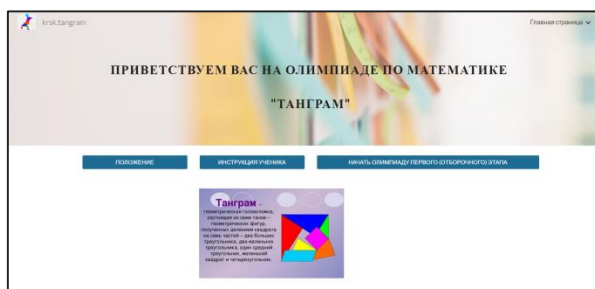 krsk.tangram
Главная страница
ПРИВЕТСТВУЕМ ВАС НА ОЛИМПИАДЕ ПО МАТЕМАТИКЕ
"ТАНГРАМ"
ПОЛОЖЕНИЕ
ИНСТРУКЦИЯ УЧЕНИКА
НАЧАТЬ ОЛИМПИАДУ ПЕРВОГО (ОТБОРОЧНОГО) ЭТАПА
Танграм –
геометрическая головоломка,
состоящая из семи танов –
геометрических фигур,
полученных делением квадрата
на семь частей – два больших
треугольника, два маленьких
треугольника, один средний
треугольник, маленький
квадрат и четырехугольник.